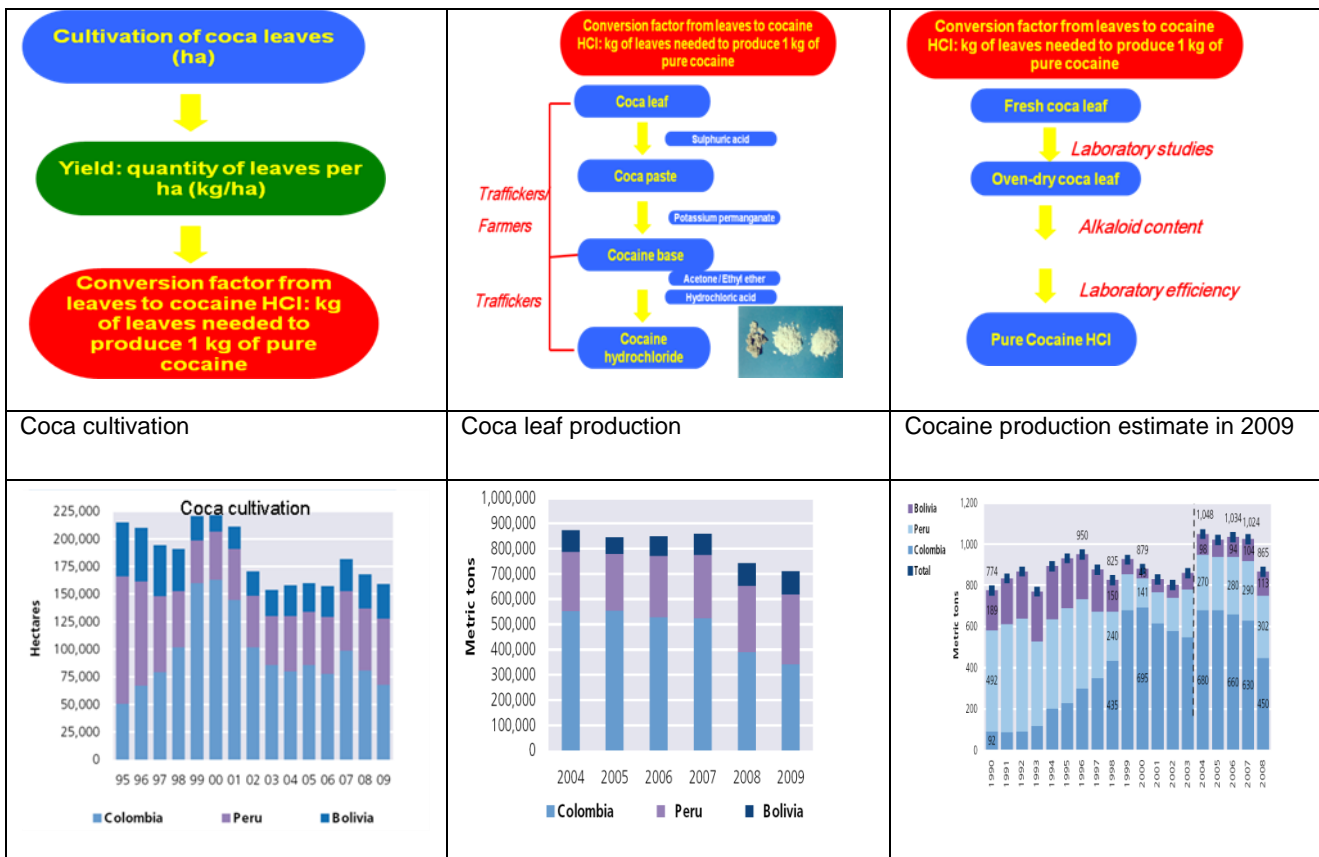 Cultivation of coca leaves
(ha)
Yield: quantity of leaves per
ha (kg/ha)
Conversion factor from
leaves to cocaine HCl: kg
of leaves needed to
produce 1 kg of pure
cocaine
Conversion factor from leaves to cocaine
HCl: kg of leaves needed to produce 1 kg of
pure cocaine
Coca leaf
Sulphuric acid
Coca paste
Traffickers/
Farmers
Potassium permanganate
Cocaine base
Acetone / Ethyl ether
Traffickers
Hydrochloric acid
Cocaine
hydrochloride
Conversion factor from leaves to cocaine
HCl: kg of leaves needed to produce 1 kg of
pure cocaine
Fresh coca leaf
Laboratory studies
Oven-dry coca leaf
Alkaloid content
Laboratory efficiency
Pure Cocaine HCl
Coca cultivation
Coca leaf production
Cocaine production estimate in 2009
Coca cultivation
Hectares
225,000
200,000
175,000
150,000
125,000
100,000
75,000
50,000
25,000
0
95 96 97 98 99 00 01 02 03 04 05 06 07 08 09
Colombia Peru Bolivia
Metric tons
1,000,000
900,000
800,000
700,000
600,000
500,000
400,000
300,000
200,000
100,000
0
2004 2005 2006 2007 2008 2009
Colombia Peru Bolivia
Bolivia
Peru
Colombia
Total
Metric tons
1,200
1,000
800
600
400
200
0
774 950 825 879 1,048 1,034 1,024 865
189 150 141 98 94 104 113
492 240 270 280 290 302
92 435 695 680 660 630 450
1990 1991 1992 1993 1994 1995 1996 1997 1998 1999 2000 2001 2002 2003 2004 2005 2006 2007 2008